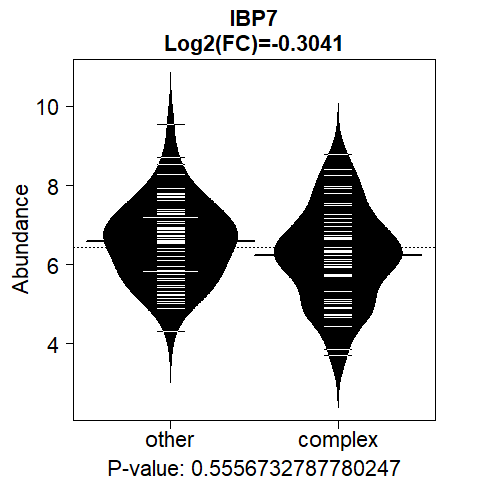 IBP7
Log2(FC)=-0.3041
Abundance
10
8
6
4
other complex
P-value: 0.5556732787780247